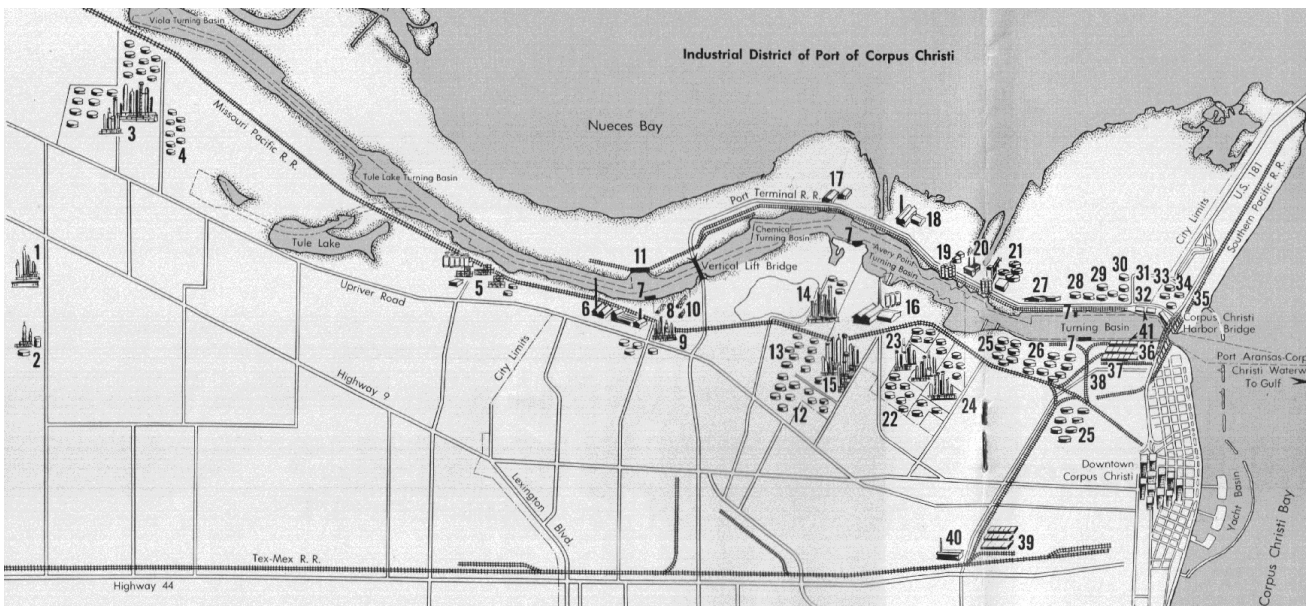 Viola Turning Basin
Industrial District of Port of Corpus Christi
Nueces Bay
Missouri Pacific R. R.
3
4
Tule Lake Turning Basin
Tule Lake
Port Terminal R. R.
17
18
Chemical
Turning Basin
7
Avery Point
Turning Basin
19
20
21
City Limits
U.S. 181
Southern Pacific R. R.
1
2
Upriver Road
5
11
7
Vertical Lift Bridge
6
8
10
9
14
16
27
28
29
30
31
32
33
34
35
7
Turning Basin
7
41
Corpus Christi
Harbor Bridge
Port Aransas-Corp
Christi Waterw
To Gulf
36
37
38
City Limits
Highway 9
13
15
12
23
22
24
25
26
25
Downtown
Corpus Christi
Yacht Basin
Corpus Christi Bay
Lexington Blvd.
40
39
Tex-Mex R. R.
Highway 44